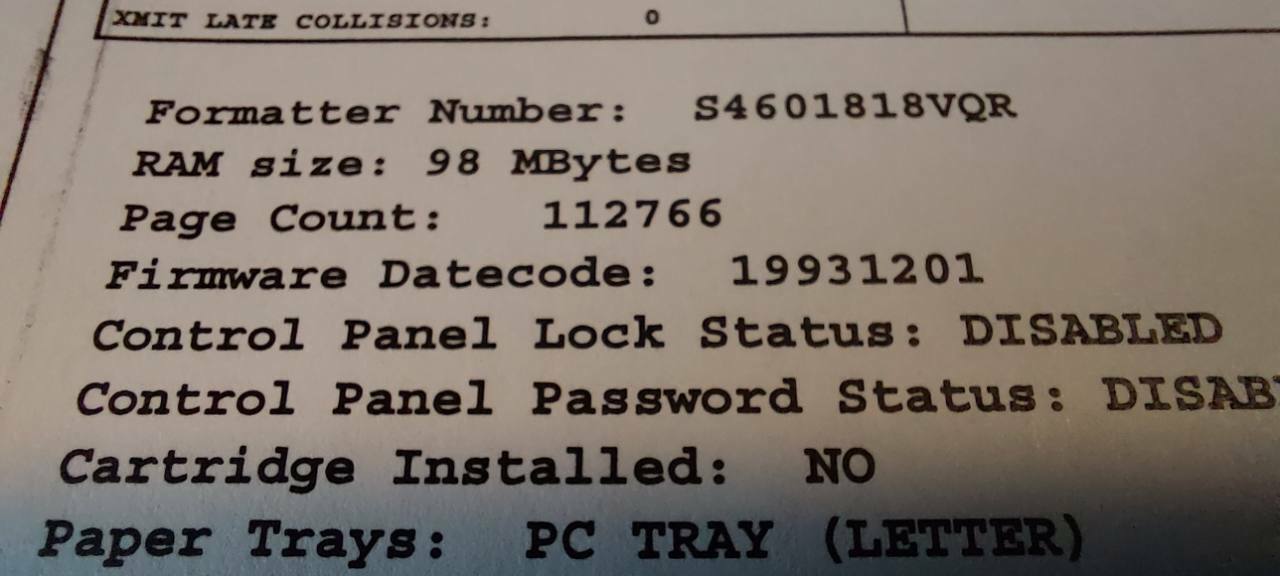 XMIT LATE COLLISIONS: 0
Formatter Number: S4601818VQR
RAM size: 98 MBytes
Page Count: 112766
Firmware Datecode: 19931201
Control Panel Lock Status: DISABLED
Control Panel Password Status: DISAB
Cartridge Installed: NO
Paper Trays: PC TRAY (LETTER)